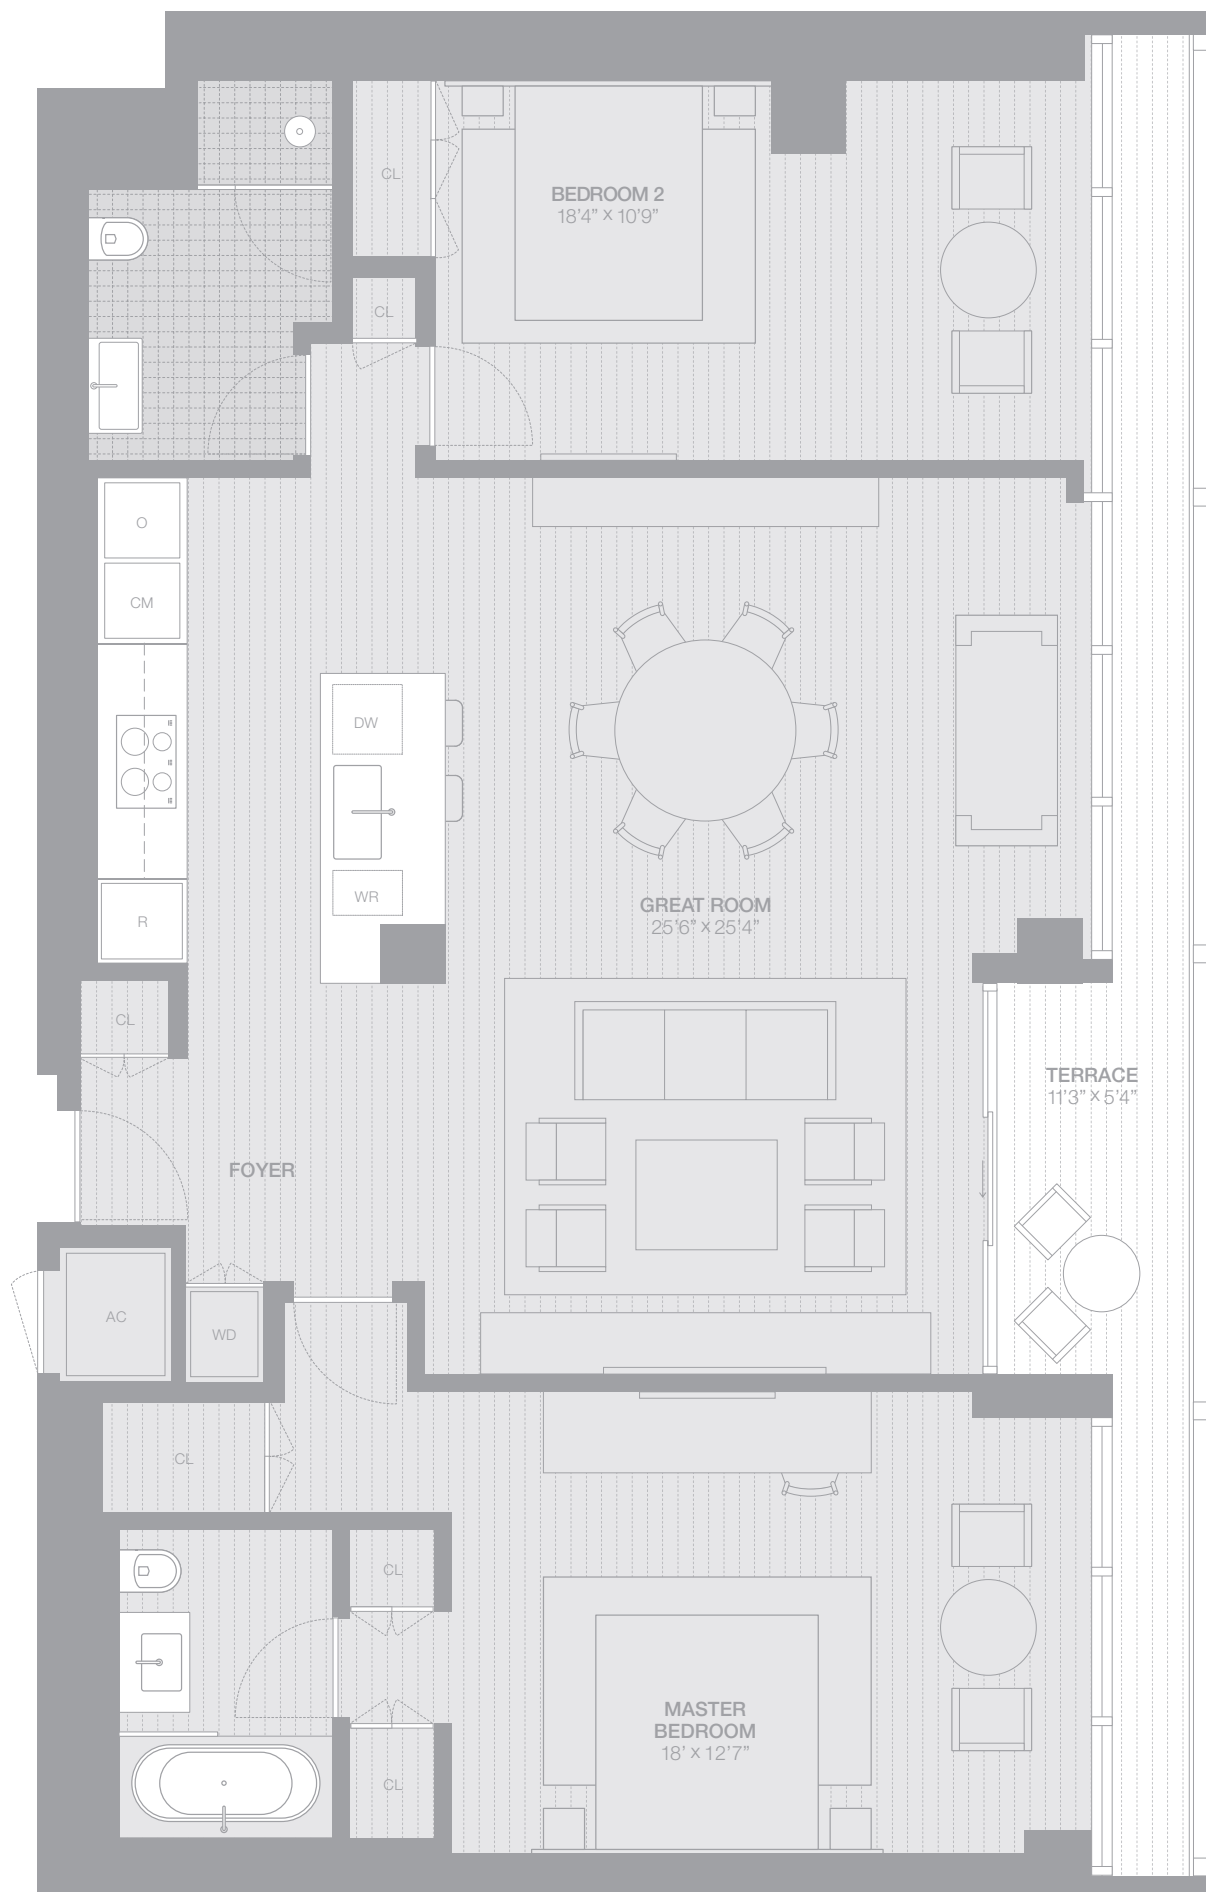 CL
BEDROOM 2
18'4" X 10'9"
CL
O
CM
DW
WR
R
GREAT ROOM
25'6" X 25'4"
CL
TERRACE
11'3" X 5'4"
FOYER
AC
WD
CL
CL
MASTER
BEDROOM
18' X 12'7"
CL